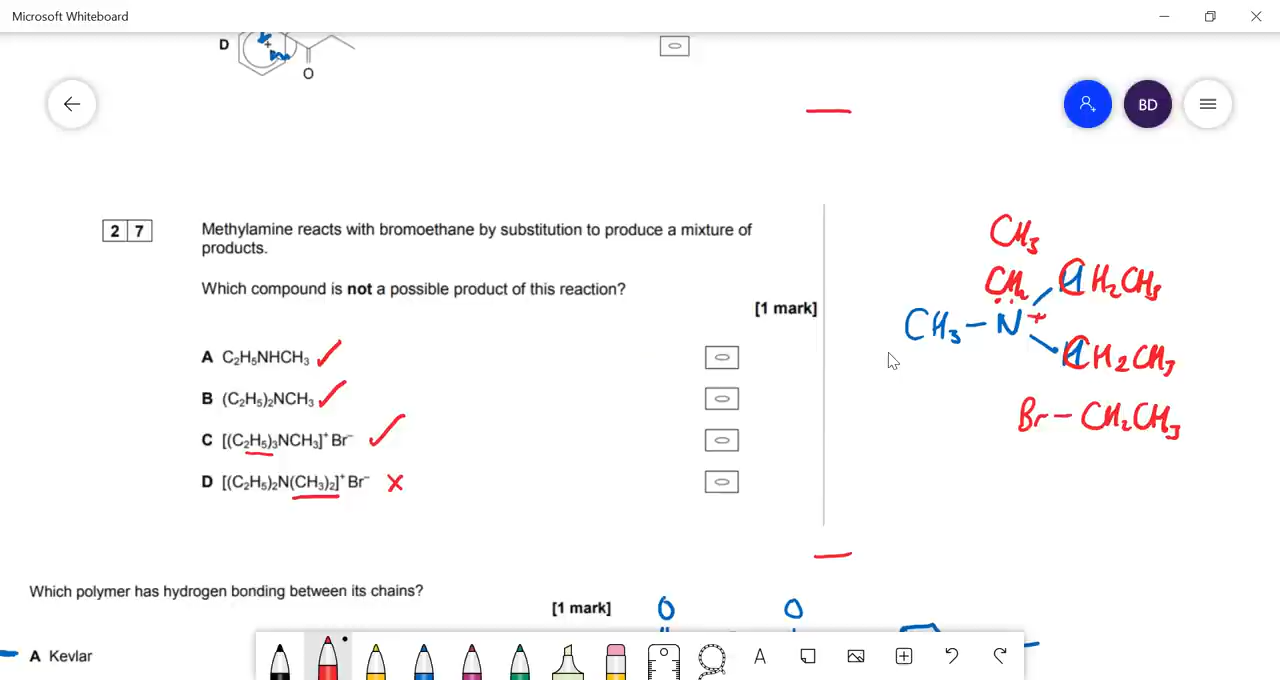 Microsoft Whiteboard
D
+
O
BD
2 7
Methylamine reacts with bromoethane by substitution to produce a mixture of
products.
Which compound is not a possible product of this reaction?
[1 mark]
A C₂H₅NHCH₃
B (C₂H₅)₂NCH₃
C [(C₂H₅)₃NCH₃]⁺ Br⁻
D [(C₂H₅)₂N(CH₃)₂]⁺ Br⁻
CH₃
CH₂
CH₂CH₃
CH₃ – N +
CH₂CH₃
Br – CH₂CH₃
Which polymer has hydrogen bonding between its chains?
[1 mark]
O O
A Kevlar
A